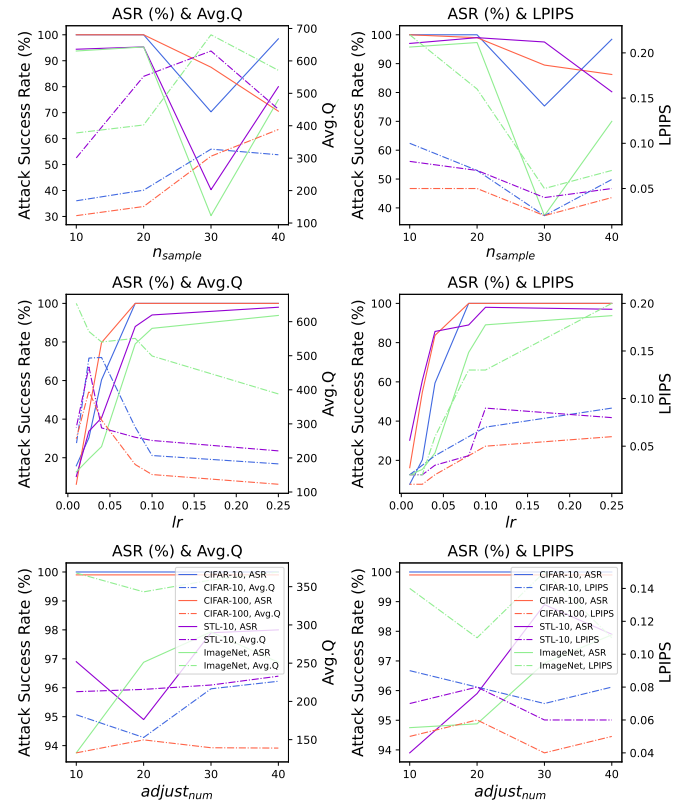 ASR (%) & Avg.Q
ASR (%) & LPIPS
Attack Success Rate (%)
100
90
80
70
60
50
40
30
700
600
500
400
300
200
100
Avg.Q
10 20 30 40
n_sample
Attack Success Rate (%)
100
90
80
70
60
50
40
0.20
0.15
0.10
0.05
LPIPS
10 20 30 40
n_sample
ASR (%) & Avg.Q
ASR (%) & LPIPS
Attack Success Rate (%)
100
80
60
40
20
600
500
400
300
200
100
Avg.Q
0.00 0.05 0.10 0.15 0.20 0.25
lr
Attack Success Rate (%)
100
80
60
40
20
0.20
0.15
0.10
0.05
LPIPS
0.00 0.05 0.10 0.15 0.20 0.25
lr
ASR (%) & Avg.Q
ASR (%) & LPIPS
Attack Success Rate (%)
100
99
98
97
96
95
94
CIFAR-10, ASR
CIFAR-10, Avg.Q
CIFAR-100, ASR
CIFAR-100, Avg.Q
STL-10, ASR
STL-10, Avg.Q
ImageNet, ASR
ImageNet, Avg.Q
350
300
250
200
150
Avg.Q
10 20 30 40
adjust_num
Attack Success Rate (%)
100
99
98
97
96
95
94
CIFAR-10, ASR
CIFAR-10, LPIPS
CIFAR-100, ASR
CIFAR-100, LPIPS
STL-10, ASR
STL-10, LPIPS
ImageNet, ASR
ImageNet, LPIPS
0.14
0.12
0.10
0.08
0.06
0.04
LPIPS
10 20 30 40
adjust_num